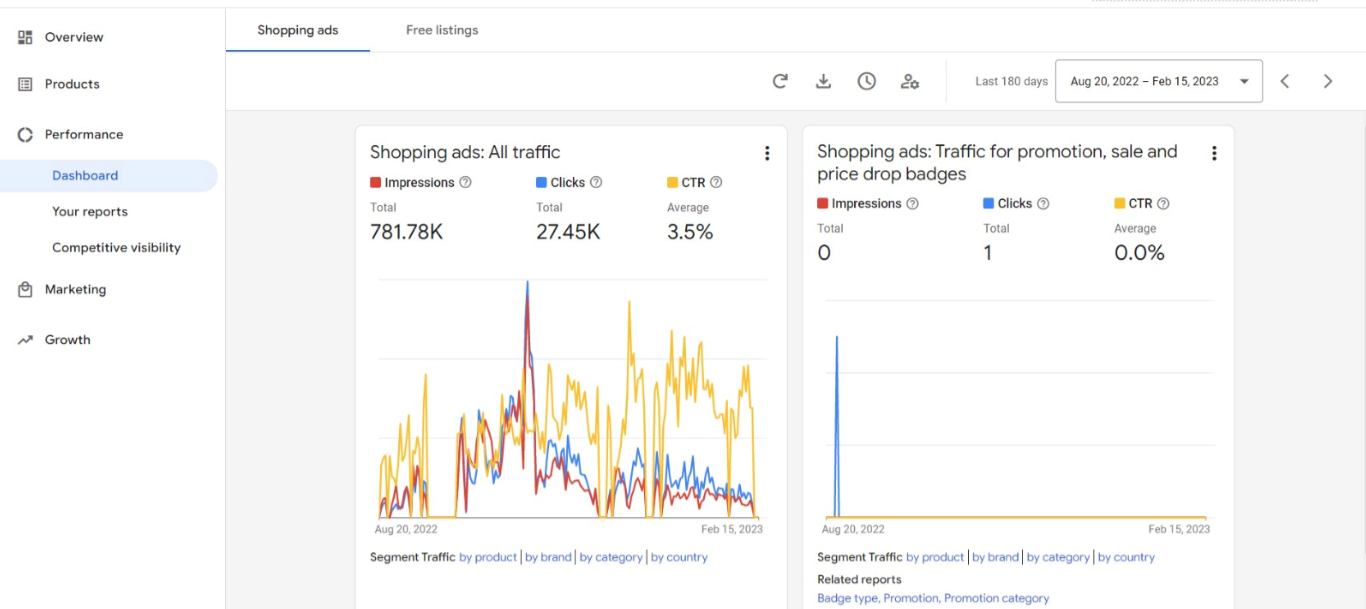 Overview
Products
Performance
Dashboard
Your reports
Competitive visibility
Marketing
Growth
Shopping ads Free listings
Last 180 days Aug 20, 2022 – Feb 15, 2023
Shopping ads: All traffic
Impressions Clicks CTR
Total Total Average
781.78K 27.45K 3.5%
Aug 20, 2022 Feb 15, 2023
Segment Traffic by product | by brand | by category | by country
Shopping ads: Traffic for promotion, sale and
price drop badges
Impressions Clicks CTR
Total Total Average
0 1 0.0%
Aug 20, 2022 Feb 15, 2023
Segment Traffic by product | by brand | by category | by country
Related reports
Badge type, Promotion, Promotion category